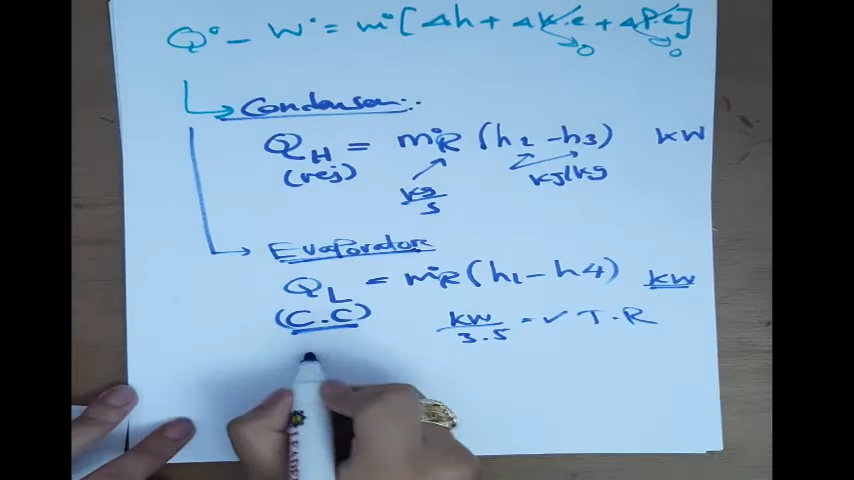 Q° - W° = m° [Δh + ΔK.e + ΔP.e]
→0 →0
Condenser:.
Q_H = m°R (h2 - h3) kW
(rej) kg/s kJ/kg
Evaporator
Q_L = m°R (h1 - h4) kW
(C.C) kW/3.5 = ✓ T.R